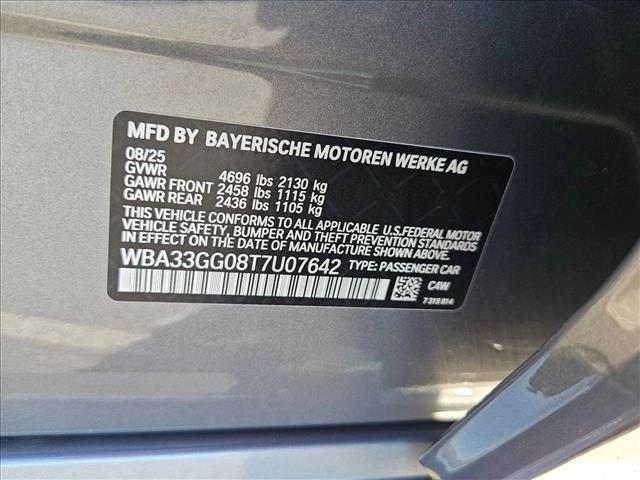 MFD BY BAYERISCHE MOTOREN WERKE AG
08/25
GVWR 4696 lbs 2130 kg
GAWR FRONT 2458 lbs 1115 kg
GAWR REAR 2436 lbs 1105 kg
THIS VEHICLE CONFORMS TO ALL APPLICABLE U.S.FEDERAL MOTOR
VEHICLE SAFETY, BUMPER AND THEFT PREVENTION STANDARDS
IN EFFECT ON THE DATE OF MANUFACTURE SHOWN ABOVE.
WBA33GG08T7U07642 TYPE: PASSENGER CAR
C4W
7315814